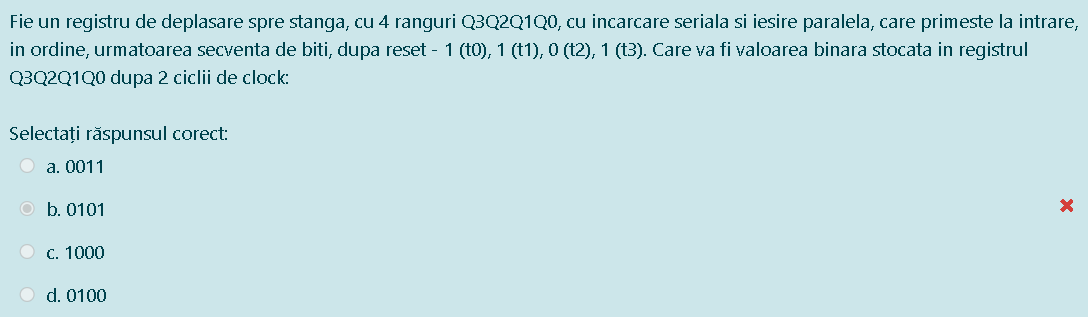 Fie un registru de deplasare spre stanga, cu 4 ranguri Q3Q2Q1Q0, cu incarcare seriala si iesire paralela, care primeste la intrare,
in ordine, urmatoarea secventa de biti, dupa reset - 1 (t0), 1 (t1), 0 (t2), 1 (t3). Care va fi valoarea binara stocata in registrul
Q3Q2Q1Q0 dupa 2 ciclii de clock:
Selectați răspunsul corect:
a. 0011
b. 0101
c. 1000
d. 0100